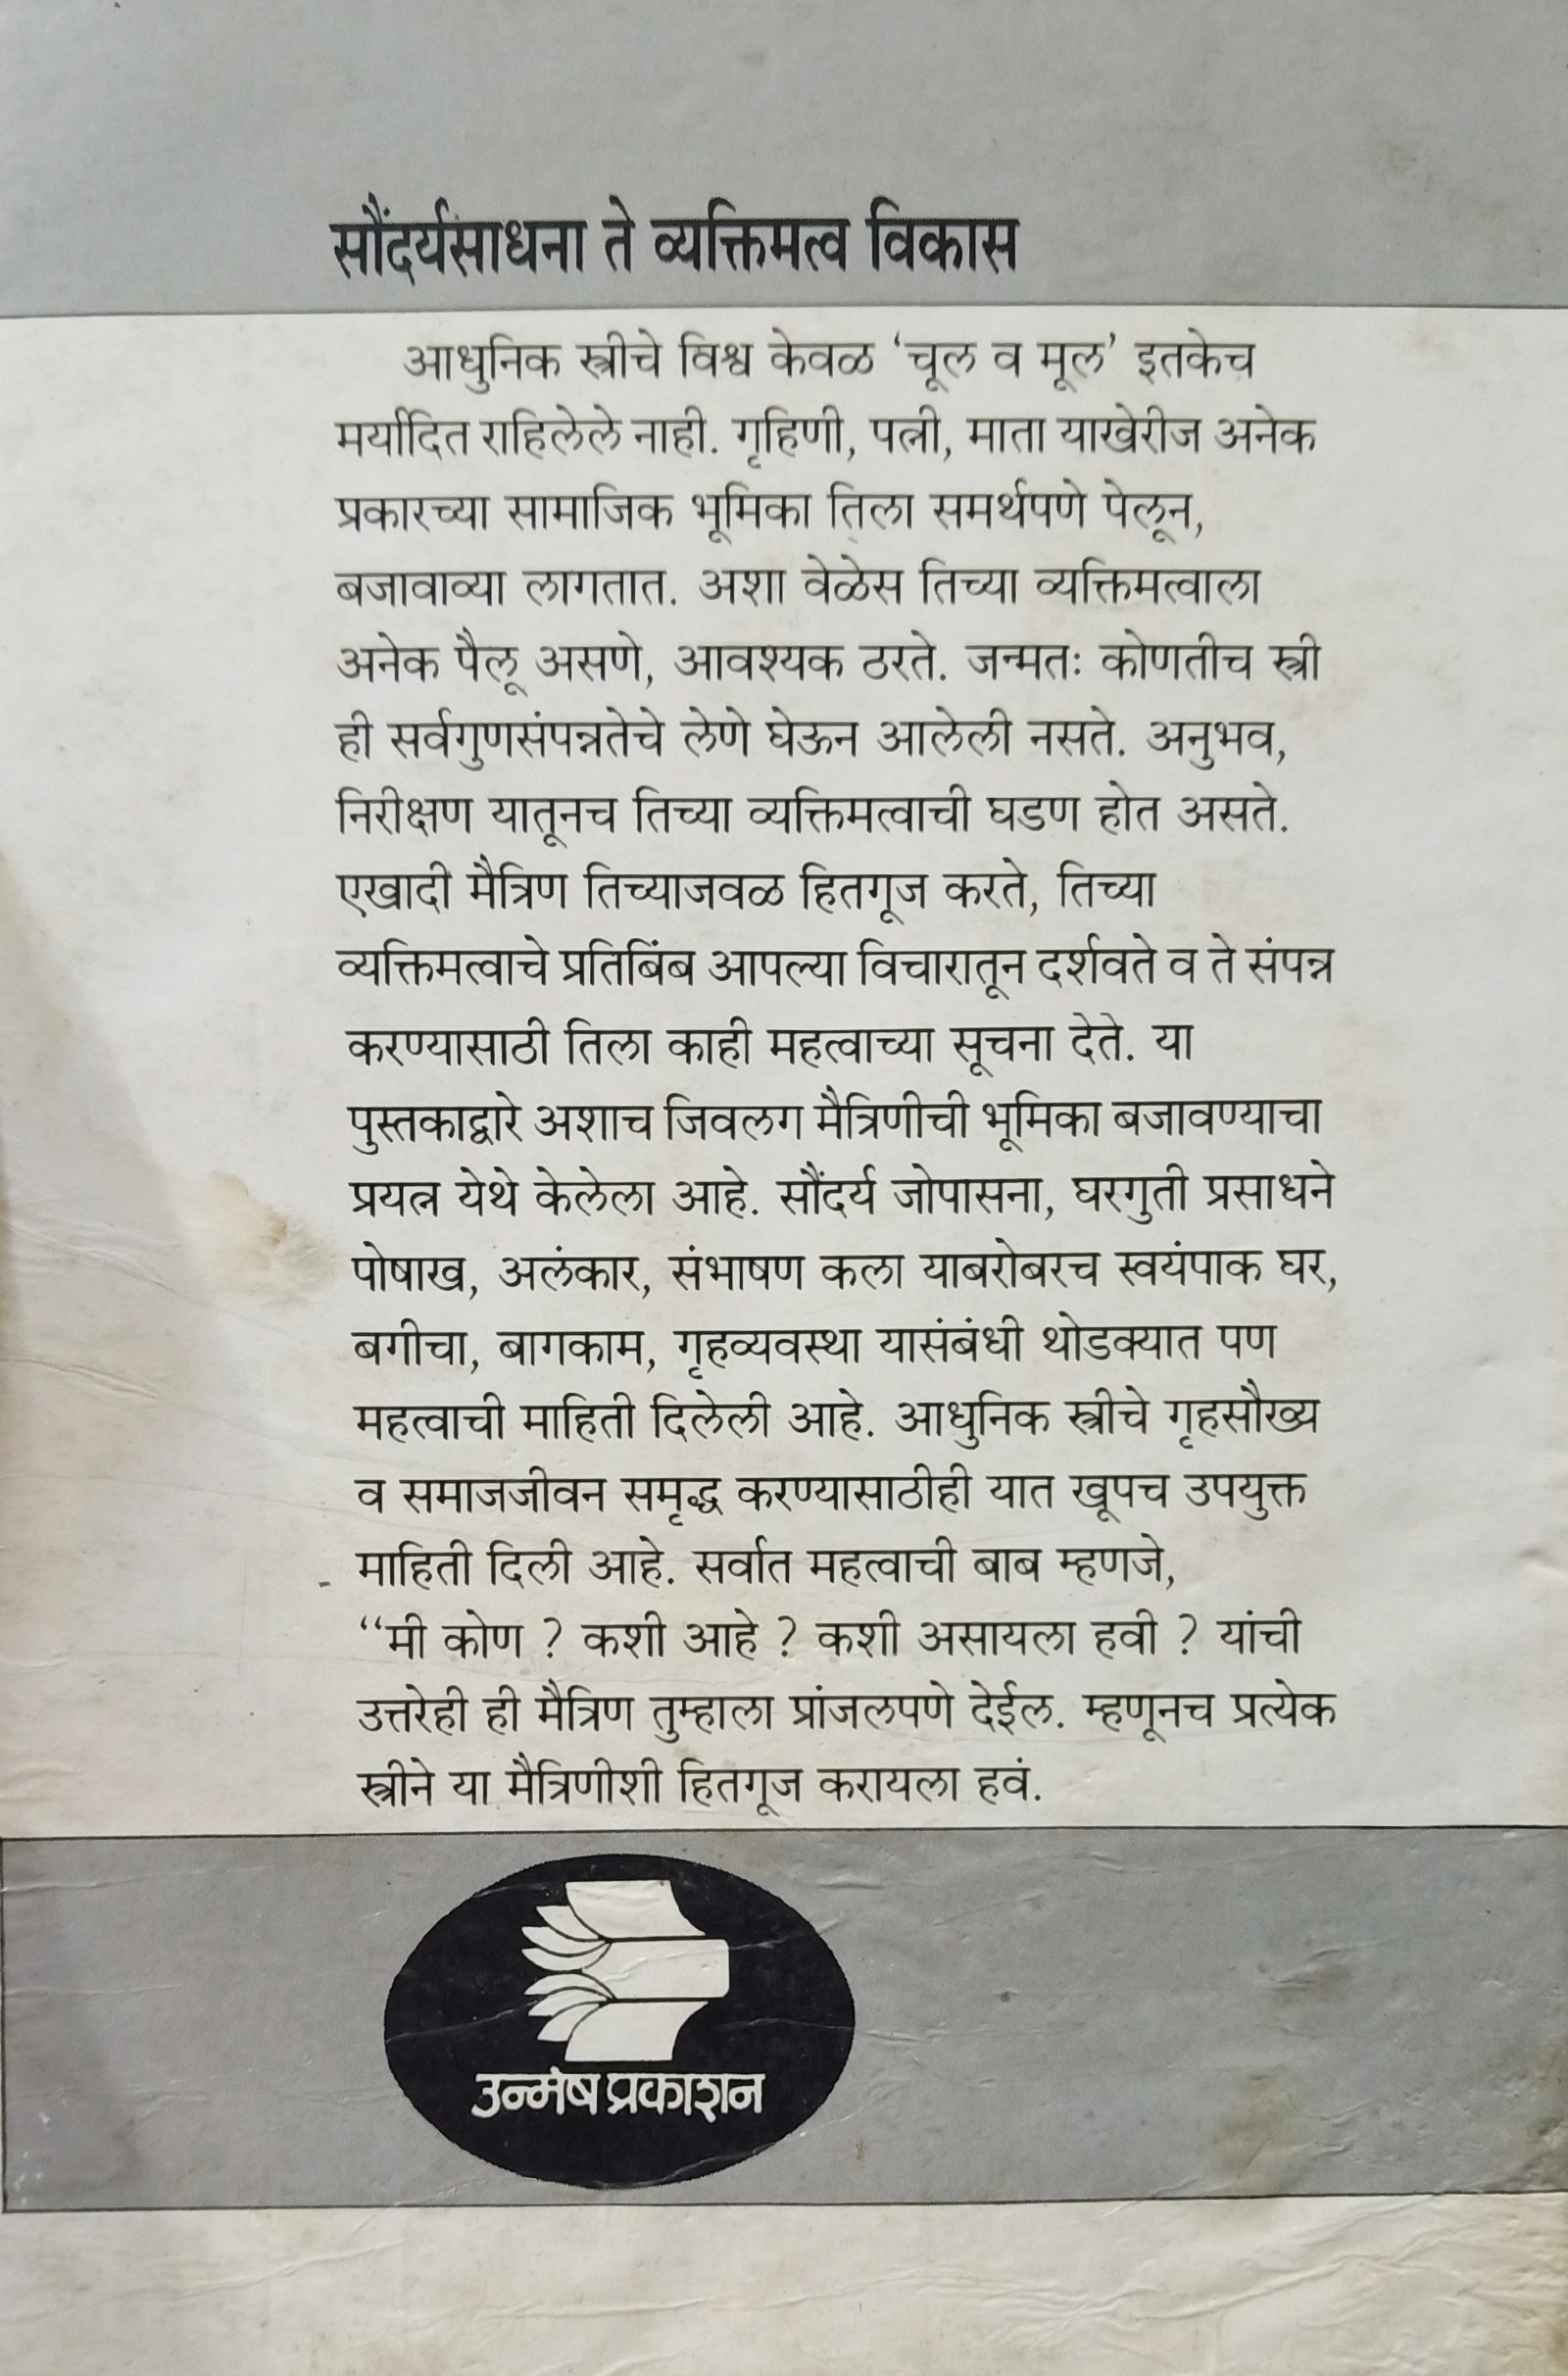 सौंदर्यसाधना ते व्यक्तिमत्व विकास
आधुनिक स्त्रीचे विश्व केवळ ‘चूल व मूल’ इतकेच
मर्यादित राहिलेले नाही. गृहिणी, पत्नी, माता याखेरीज अनेक
प्रकारच्या सामाजिक भूमिका तिला समर्थपणे पेलून,
बजावाव्या लागतात. अशा वेळेस तिच्या व्यक्तिमत्वाला
अनेक पैलू असणे, आवश्यक ठरते. जन्मतः कोणतीच स्त्री
ही सर्वगुणसंपन्नतेचे लेणे घेऊन आलेली नसते. अनुभव,
निरीक्षण यातूनच तिच्या व्यक्तिमत्वाची घडण होत असते.
एखादी मैत्रिण तिच्याजवळ हितगूज करते, तिच्या
व्यक्तिमत्वाचे प्रतिबिंब आपल्या विचारातून दर्शवते व ते संपन्न
करण्यासाठी तिला काही महत्वाच्या सूचना देते. या
पुस्तकाद्वारे अशाच जिवलग मैत्रिणीची भूमिका बजावण्याचा
प्रयत्न येथे केलेला आहे. सौंदर्य जोपासना, घरगुती प्रसाधने
पोषाख, अलंकार, संभाषण कला याबरोबरच स्वयंपाक घर,
बगीचा, बागकाम, गृहव्यवस्था यासंबंधी थोडक्यात पण
महत्वाची माहिती दिलेली आहे. आधुनिक स्त्रीचे गृहसौख्य
व समाजजीवन समृद्ध करण्यासाठीही यात खूपच उपयुक्त
माहिती दिली आहे. सर्वात महत्वाची बाब म्हणजे,
“मी कोण ? कशी आहे ? कशी असायला हवी ? यांची
उत्तरेही ही मैत्रिण तुम्हाला प्रांजलपणे देईल. म्हणूनच प्रत्येक
स्त्रीने या मैत्रिणीशी हितगूज करायला हवं.
उन्मेष प्रकाशन